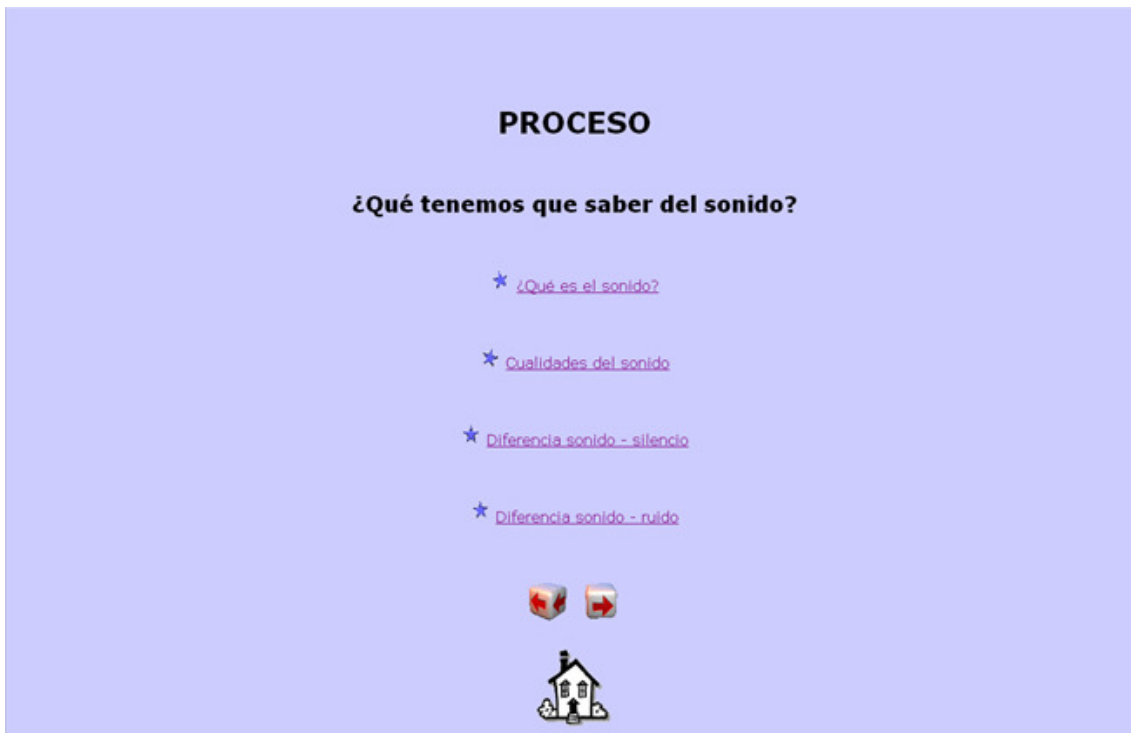 PROCESO
¿Qué tenemos que saber del sonido?
¿Qué es el sonido?
Cualidades del sonido
Diferencia sonido - silencio
Diferencia sonido - ruido